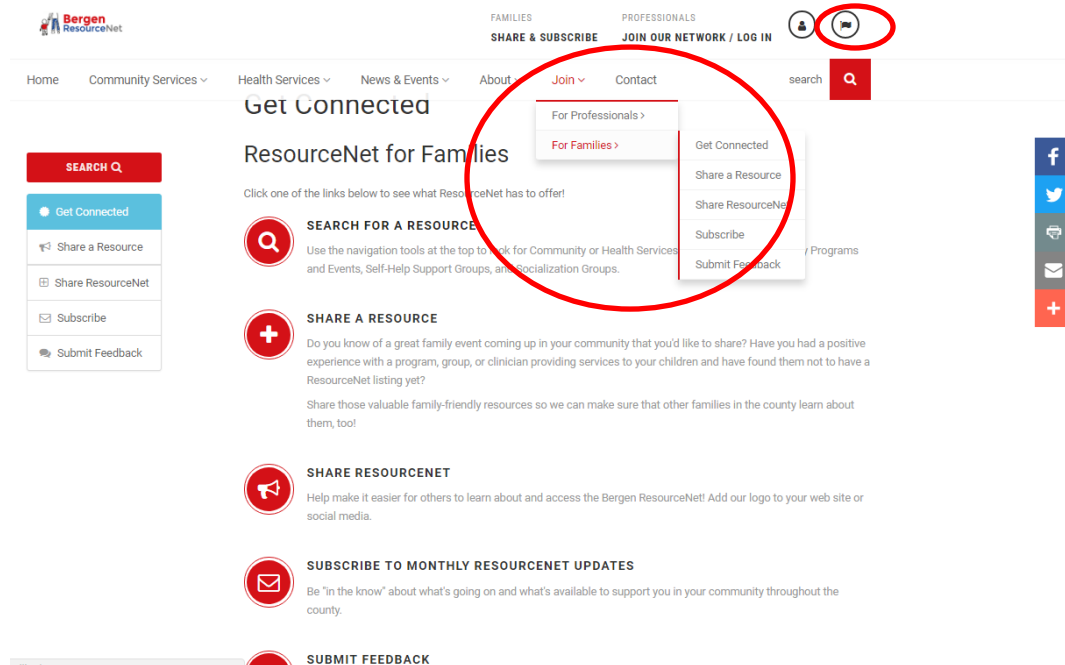 Bergen
ResourceNet
FAMILIES
SHARE & SUBSCRIBE
PROFESSIONALS
JOIN OUR NETWORK / LOG IN
Home Community Services Health Services News & Events About Join Contact search
For Professionals >
For Families >
Get Connected
Share a Resource
Share ResourceNet
Subscribe
Submit Feedback
SEARCH
Get Connected
Share a Resource
Share ResourceNet
Subscribe
Submit Feedback
Get Connected
ResourceNet for Families
Click one of the links below to see what ResourceNet has to offer!
SEARCH FOR A RESOURCE
Use the navigation tools at the top to look for Community or Health Services Programs
and Events, Self-Help Support Groups, and Socialization Groups.
SHARE A RESOURCE
Do you know of a great family event coming up in your community that you'd like to share? Have you had a positive
experience with a program, group, or clinician providing services to your children and have found them not to have a
ResourceNet listing yet?
Share those valuable family-friendly resources so we can make sure that other families in the county learn about
them, too!
SHARE RESOURCENET
Help make it easier for others to learn about and access the Bergen ResourceNet! Add our logo to your web site or
social media.
SUBSCRIBE TO MONTHLY RESOURCENET UPDATES
Be "in the know" about what's going on and what's available to support you in your community throughout the
county.
SUBMIT FEEDBACK